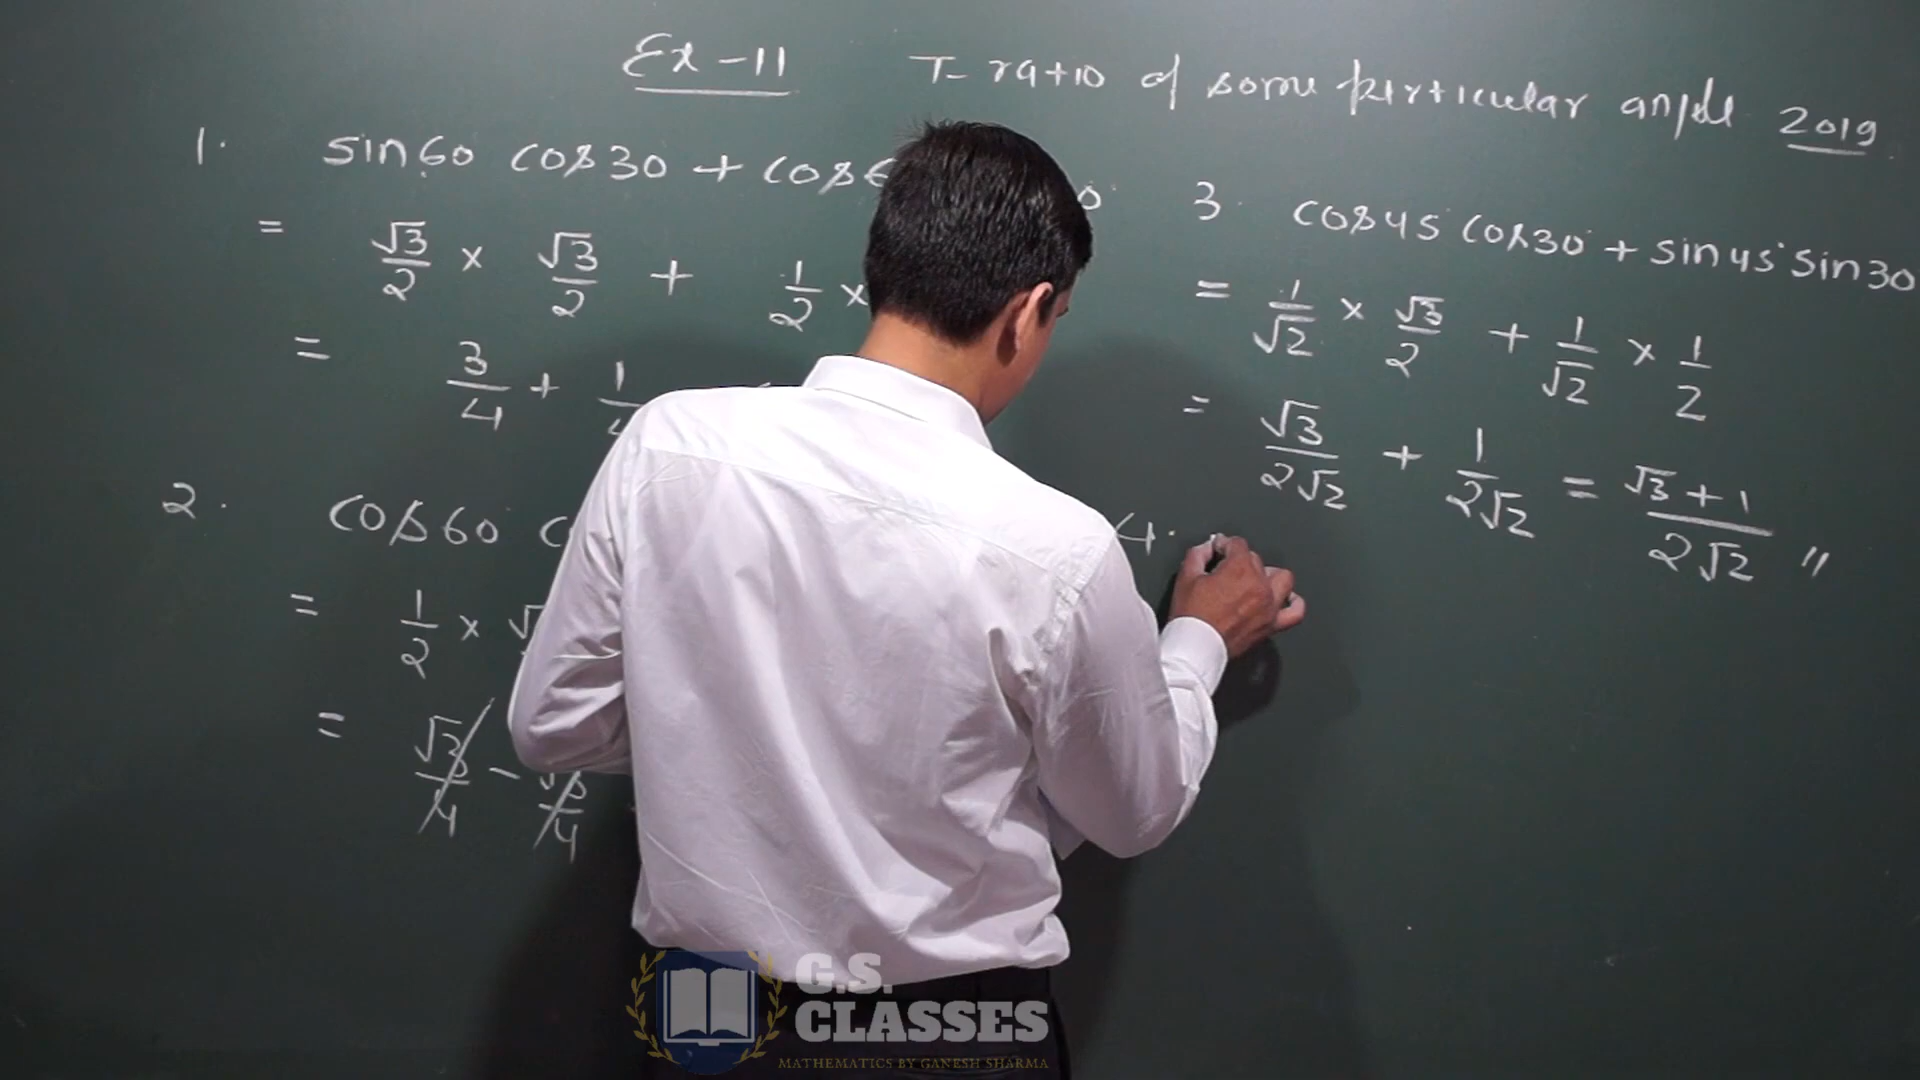 Ex-11 T-ratio of some particular angle 2019
1. sin60 cos30 + cos
= √3/2 × √3/2 + 1/2 ×
= 3/4 + 1/4
2. cos60
= 1/2 ×
= √3/4 - √3/4
3. cos45 cos30° + sin45° sin30
= 1/√2 × √3/2 + 1/√2 × 1/2
= √3/2√2 + 1/2√2 = √3+1/2√2 "
4.
G.S.
CLASSES
MATHEMATICS BY GANESH SHARMA